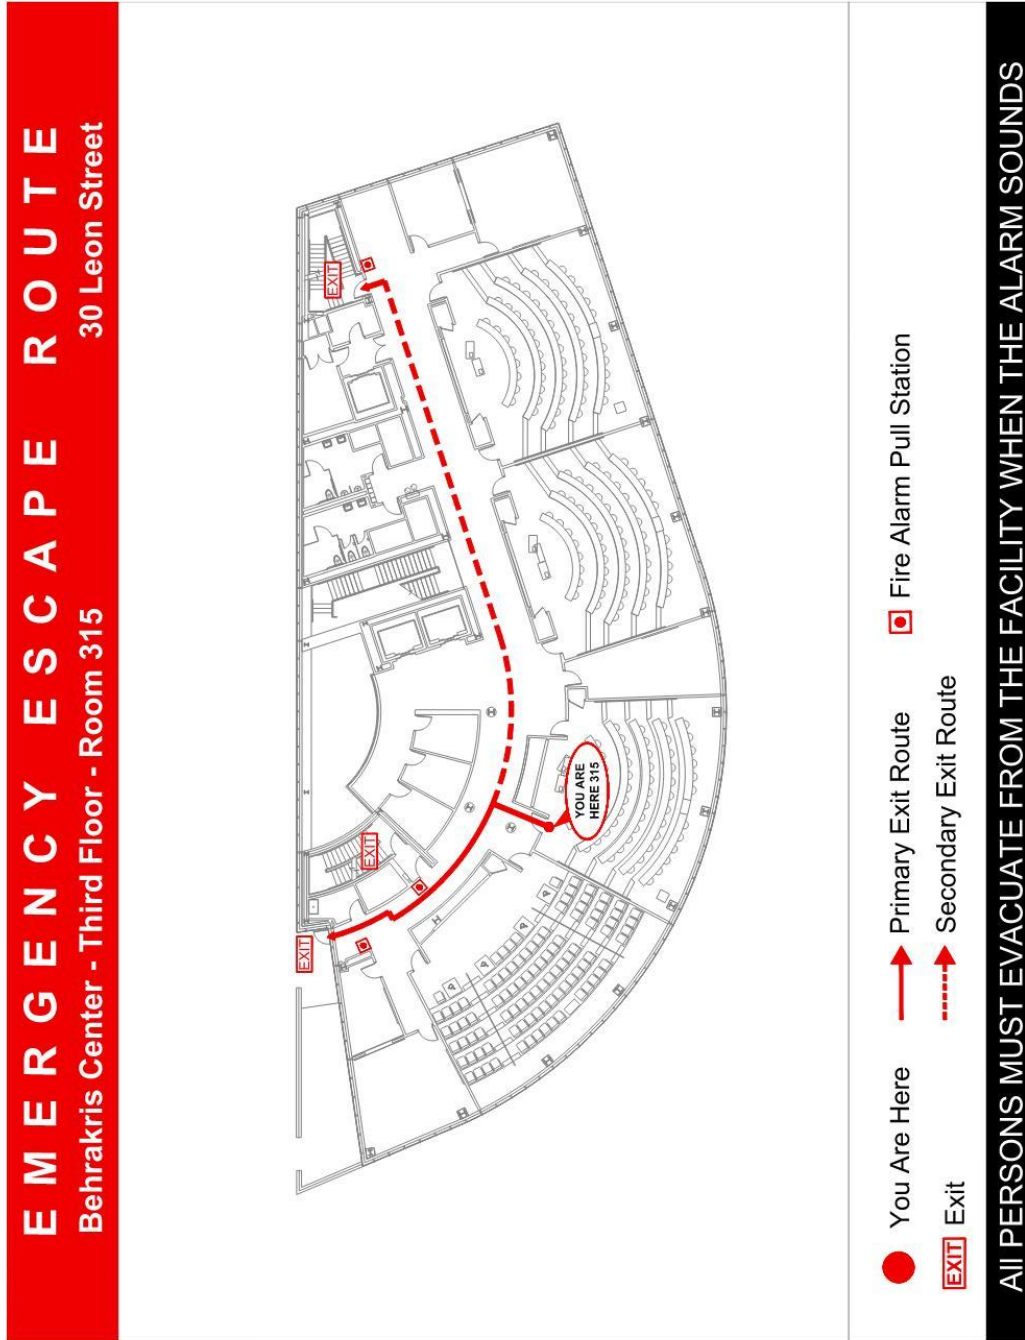 EMERGENCY ESCAPE ROUTE
Behrakris Center - Third Floor - Room 315
30 Leon Street
EXIT
EXIT
EXIT
YOU ARE
HERE 315
You Are Here
Primary Exit Route
Fire Alarm Pull Station
EXIT Exit
Secondary Exit Route
All PERSONS MUST EVACUATE FROM THE FACILITY WHEN THE ALARM SOUNDS